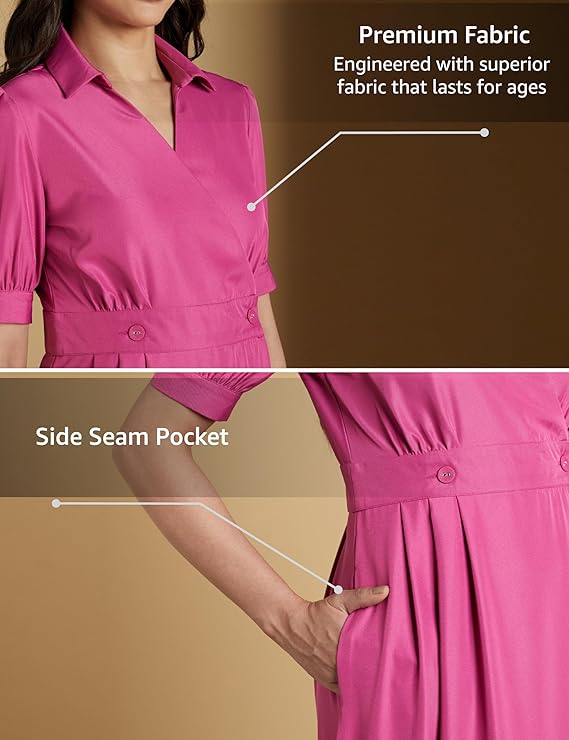 Premium Fabric
Engineered with superior
fabric that lasts for ages
Side Seam Pocket